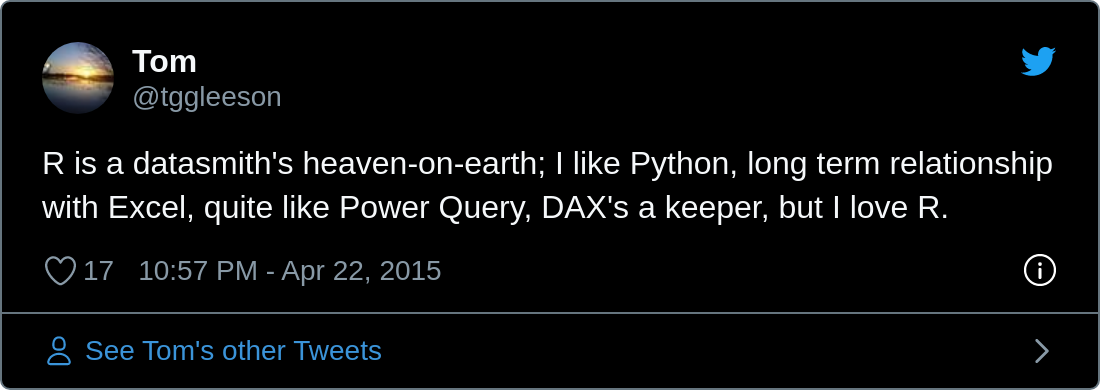 Tom
@tggleeson
R is a datasmith's heaven-on-earth; I like Python, long term relationship
with Excel, quite like Power Query, DAX's a keeper, but I love R.
17 10:57 PM - Apr 22, 2015
See Tom's other Tweets